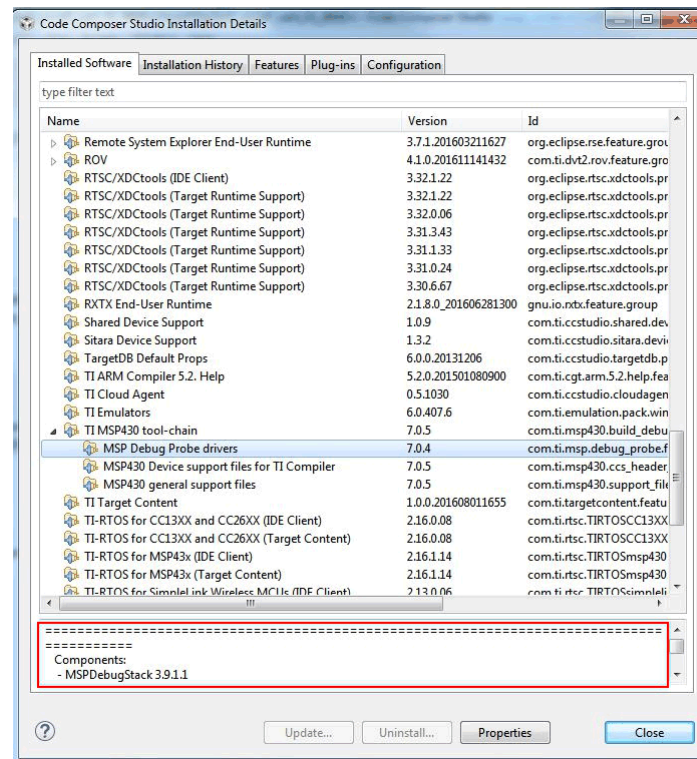 Code Composer Studio Installation Details
Installed Software Installation History Features Plug-ins Configuration
type filter text
Name Version Id
Remote System Explorer End-User Runtime 3.7.1.201603211627 org.eclipse.rse.feature.grou
ROV 4.1.0.201611141432 com.ti.dvt2.rov.feature.gro
RTSC/XDCtools (IDE Client) 3.32.1.22 org.eclipse.rtsc.xdctools.pr
RTSC/XDCtools (Target Runtime Support) 3.32.1.22 org.eclipse.rtsc.xdctools.pr
RTSC/XDCtools (Target Runtime Support) 3.32.0.06 org.eclipse.rtsc.xdctools.pr
RTSC/XDCtools (Target Runtime Support) 3.31.3.43 org.eclipse.rtsc.xdctools.pr
RTSC/XDCtools (Target Runtime Support) 3.31.1.33 org.eclipse.rtsc.xdctools.pr
RTSC/XDCtools (Target Runtime Support) 3.31.0.24 org.eclipse.rtsc.xdctools.pr
RTSC/XDCtools (Target Runtime Support) 3.30.6.67 org.eclipse.rtsc.xdctools.pr
RXTX End-User Runtime 2.1.8.0_201606281300 gnu.io.rxtx.feature.group
Shared Device Support 1.0.9 com.ti.ccstudio.shared.dev
Sitara Device Support 1.3.2 com.ti.ccstudio.sitara.devi
TargetDB Default Props 6.0.0.20131206 com.ti.ccstudio.targetdb.p
TI ARM Compiler 5.2. Help 5.2.0.201501080900 com.ti.cgt.arm.5.2.help.fea
TI Cloud Agent 0.5.1030 com.ti.ccstudio.cloudagen
TI Emulators 6.0.407.6 com.ti.emulation.pack.win
TI MSP430 tool-chain 7.0.5 com.ti.msp430.build_debu
MSP Debug Probe drivers 7.0.4 com.ti.msp.debug_probe.f
MSP430 Device support files for TI Compiler 7.0.5 com.ti.msp430.ccs_header_
MSP430 general support files 7.0.5 com.ti.msp430.support_file
TI Target Content 1.0.0.201608011655 com.ti.targetcontent.featu
TI-RTOS for CC13XX and CC26XX (IDE Client) 2.16.0.08 com.ti.rtsc.TIRTOSCC13XX
TI-RTOS for CC13XX and CC26XX (Target Content) 2.16.0.08 com.ti.rtsc.TIRTOSCC13XX
TI-RTOS for MSP43x (IDE Client) 2.16.1.14 com.ti.rtsc.TIRTOSmsp430
TI-RTOS for MSP43x (Target Content) 2.16.1.14 com.ti.rtsc.TIRTOSmsp430
TI-RTOS for SimpleLink Wireless MCUs (IDE Client) 2.13.0.06 com.ti.rtsc.TIRTOSsimpleli
===============================================================================
===========
Components:
- MSPDebugStack 3.9.1.1
Update... Uninstall... Properties Close